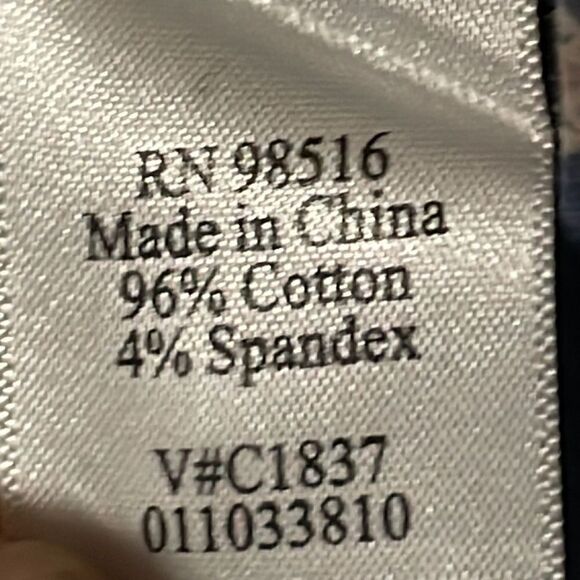 RN 98516
Made in China
96% Cotton
4% Spandex
V#C1837
011033810